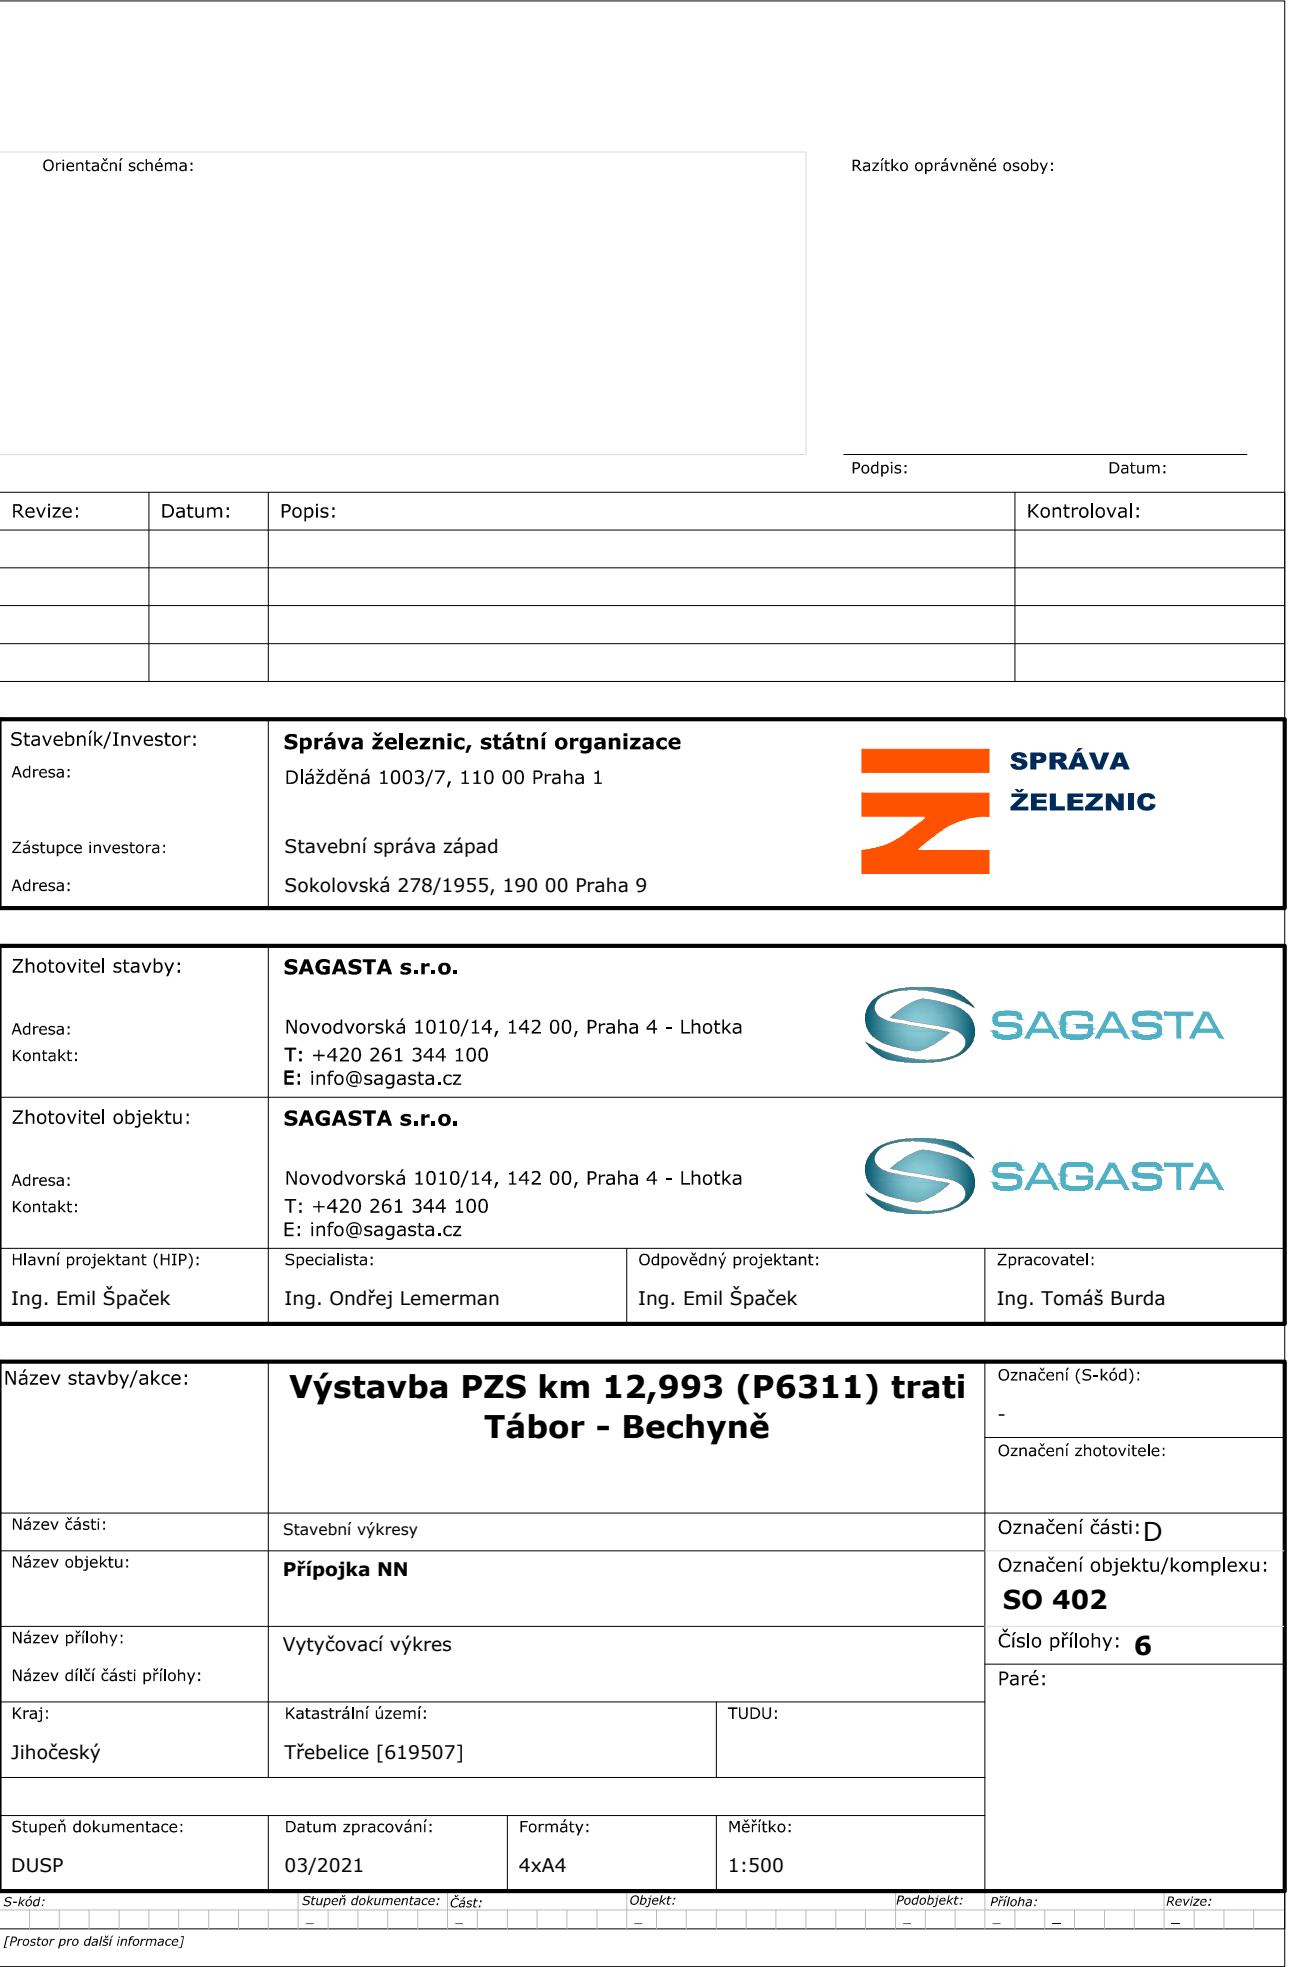 Orientační schéma:
Razítko oprávněné osoby:
Podpis: Datum:
Revize: Datum: Popis: Kontroloval:
Stavebník/Investor: Správa železnic, státní organizace
Adresa: Dlážděná 1003/7, 110 00 Praha 1
SPRÁVA
ŽELEZNIC
Zástupce investora: Stavební správa západ
Adresa: Sokolovská 278/1955, 190 00 Praha 9
Zhotovitel stavby: SAGASTA s.r.o.
Adresa: Novodvorská 1010/14, 142 00, Praha 4 - Lhotka
Kontakt: T: +420 261 344 100
E: info@sagasta.cz
SAGASTA
Zhotovitel objektu: SAGASTA s.r.o.
Adresa: Novodvorská 1010/14, 142 00, Praha 4 - Lhotka
Kontakt: T: +420 261 344 100
E: info@sagasta.cz
SAGASTA
Hlavní projektant (HIP): Specialista: Odpovědný projektant: Zpracovatel:
Ing. Emil Špaček Ing. Ondřej Lemerman Ing. Emil Špaček Ing. Tomáš Burda
Název stavby/akce: Výstavba PZS km 12,993 (P6311) trati
Tábor - Bechyně
Označení (S-kód):
-
Označení zhotovitele:
Název části: Stavební výkresy Označení části: D
Název objektu: Přípojka NN Označení objektu/komplexu:
SO 402
Název přílohy: Vytyčovací výkres Číslo přílohy: 6
Název dílčí části přílohy: Paré:
Kraj: Katastrální území: TUDU:
Jihočeský Třebelice [619507]
Stupeň dokumentace: Datum zpracování: Formáty: Měřítko:
DUSP 03/2021 4xA4 1:500
S-kód: Stupeň dokumentace: Část: Objekt: Podobjekt: Příloha: Revize:
_ _ _ _ _ _ _
[Prostor pro další informace]